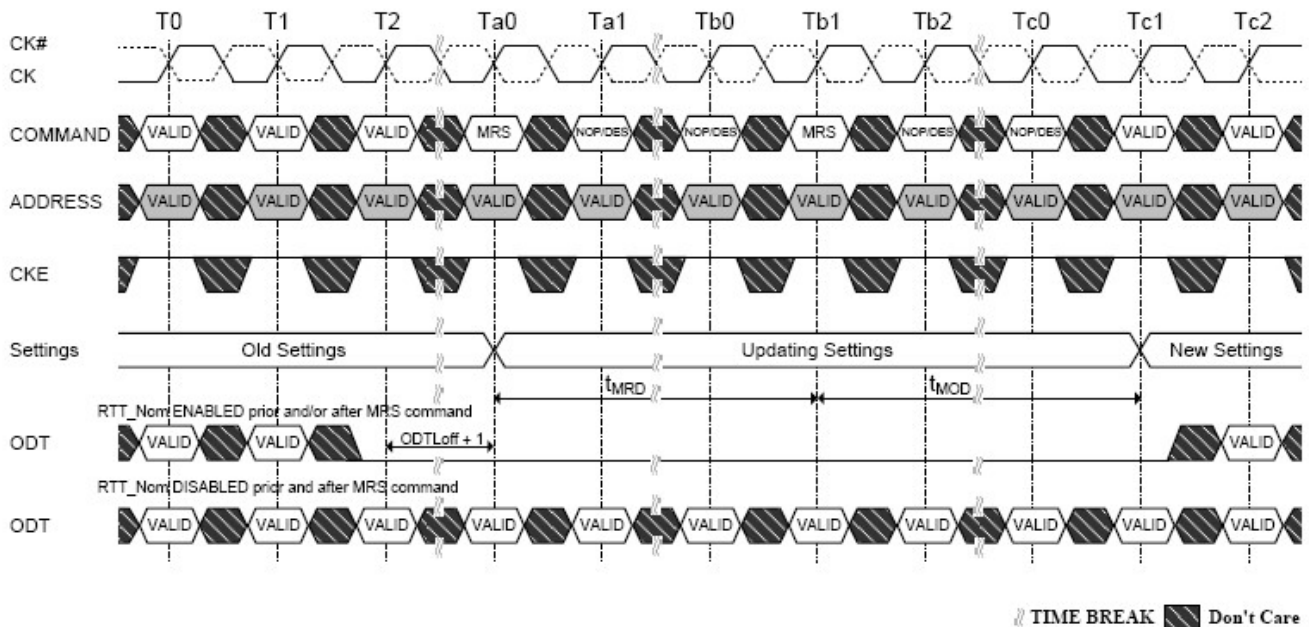 T0 T1 T2 Ta0 Ta1 Tb0 Tb1 Tb2 Tc0 Tc1 Tc2
CK#
CK
COMMAND VALID VALID VALID MRS NOP/DES NOP/DES MRS NOP/DES NOP/DES VALID VALID
ADDRESS VALID VALID VALID VALID VALID VALID VALID VALID VALID VALID VALID
CKE
Settings Old Settings Updating Settings New Settings
tMRD tMOD
RTT_Nom ENABLED prior and/or after MRS command
ODT VALID VALID ODTLoff + 1 VALID
RTT_Nom DISABLED prior and after MRS command
ODT VALID VALID VALID VALID VALID VALID VALID VALID VALID VALID VALID
TIME BREAK Don't Care